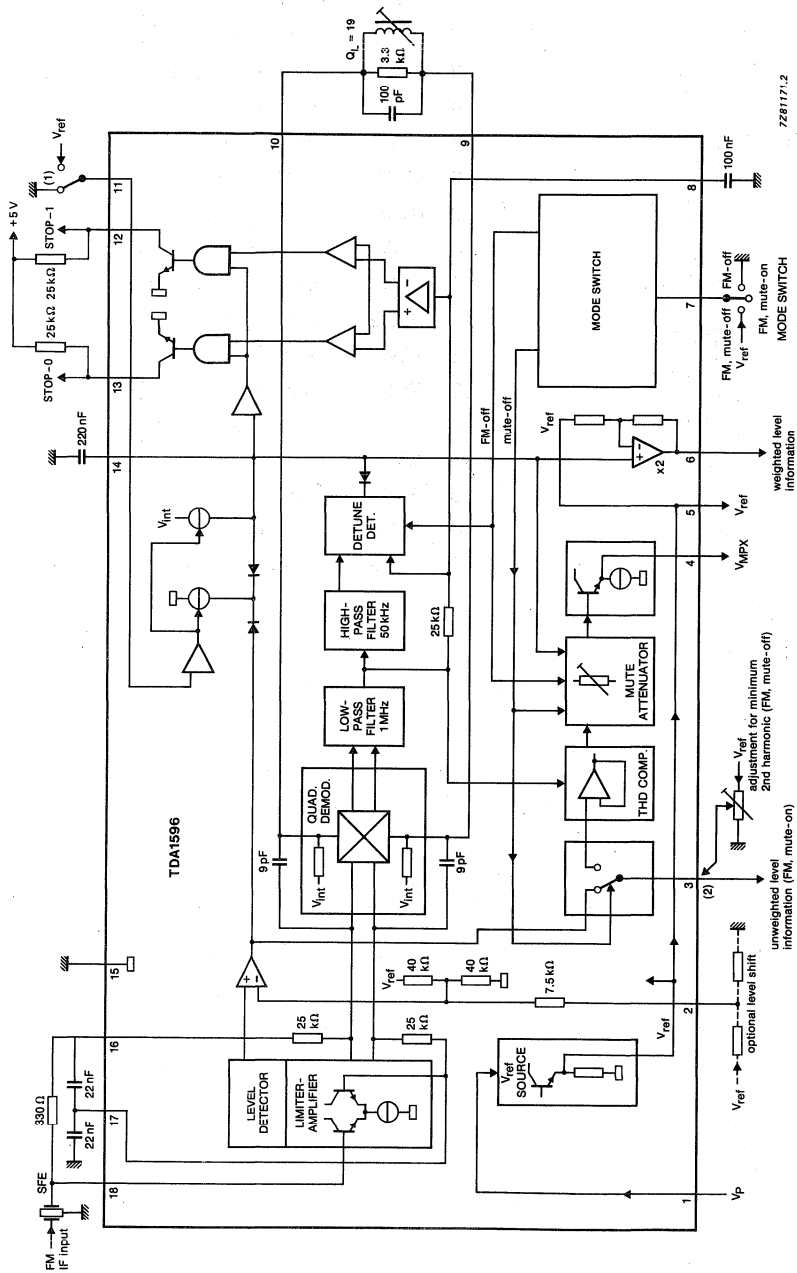 FM
IF input
SFE
330 Ω
22 nF
22 nF
18
17
16
15
14
13
12
11
10
220 nF
STOP-0
25 kΩ
25 kΩ
STOP-1
+5 V
(1)
Vref
QL = 19
100
pF
3.3
kΩ
TDA1596
LEVEL
DETECTOR
LIMITER-
AMPLIFIER
25
kΩ
25
kΩ
+
-
Vref
40
kΩ
40
kΩ
7.5 kΩ
9 pF
9 pF
QUAD.
DEMOD.
Vint
Vint
LOW-
PASS
FILTER
1 MHz
HIGH-
PASS
FILTER
50 kHz
DETUNE
DET.
25 kΩ
Vint
+
-
FM-off
mute-off
Vref
SOURCE
Vref
THD COMP.
MUTE
ATTENUATOR
Vref
+
-
x2
MODE SWITCH
1
2
3
4
5
6
7
8
9
VP
Vref
optional level shift
(2)
unweighted level
information (FM, mute-on)
Vref
adjustment for minimum
2nd harmonic (FM, mute-off)
VMPX
Vref
weighted level
information
FM, mute-off
Vref
FM-off
FM, mute-on
MODE SWITCH
100 nF
7Z81171.2